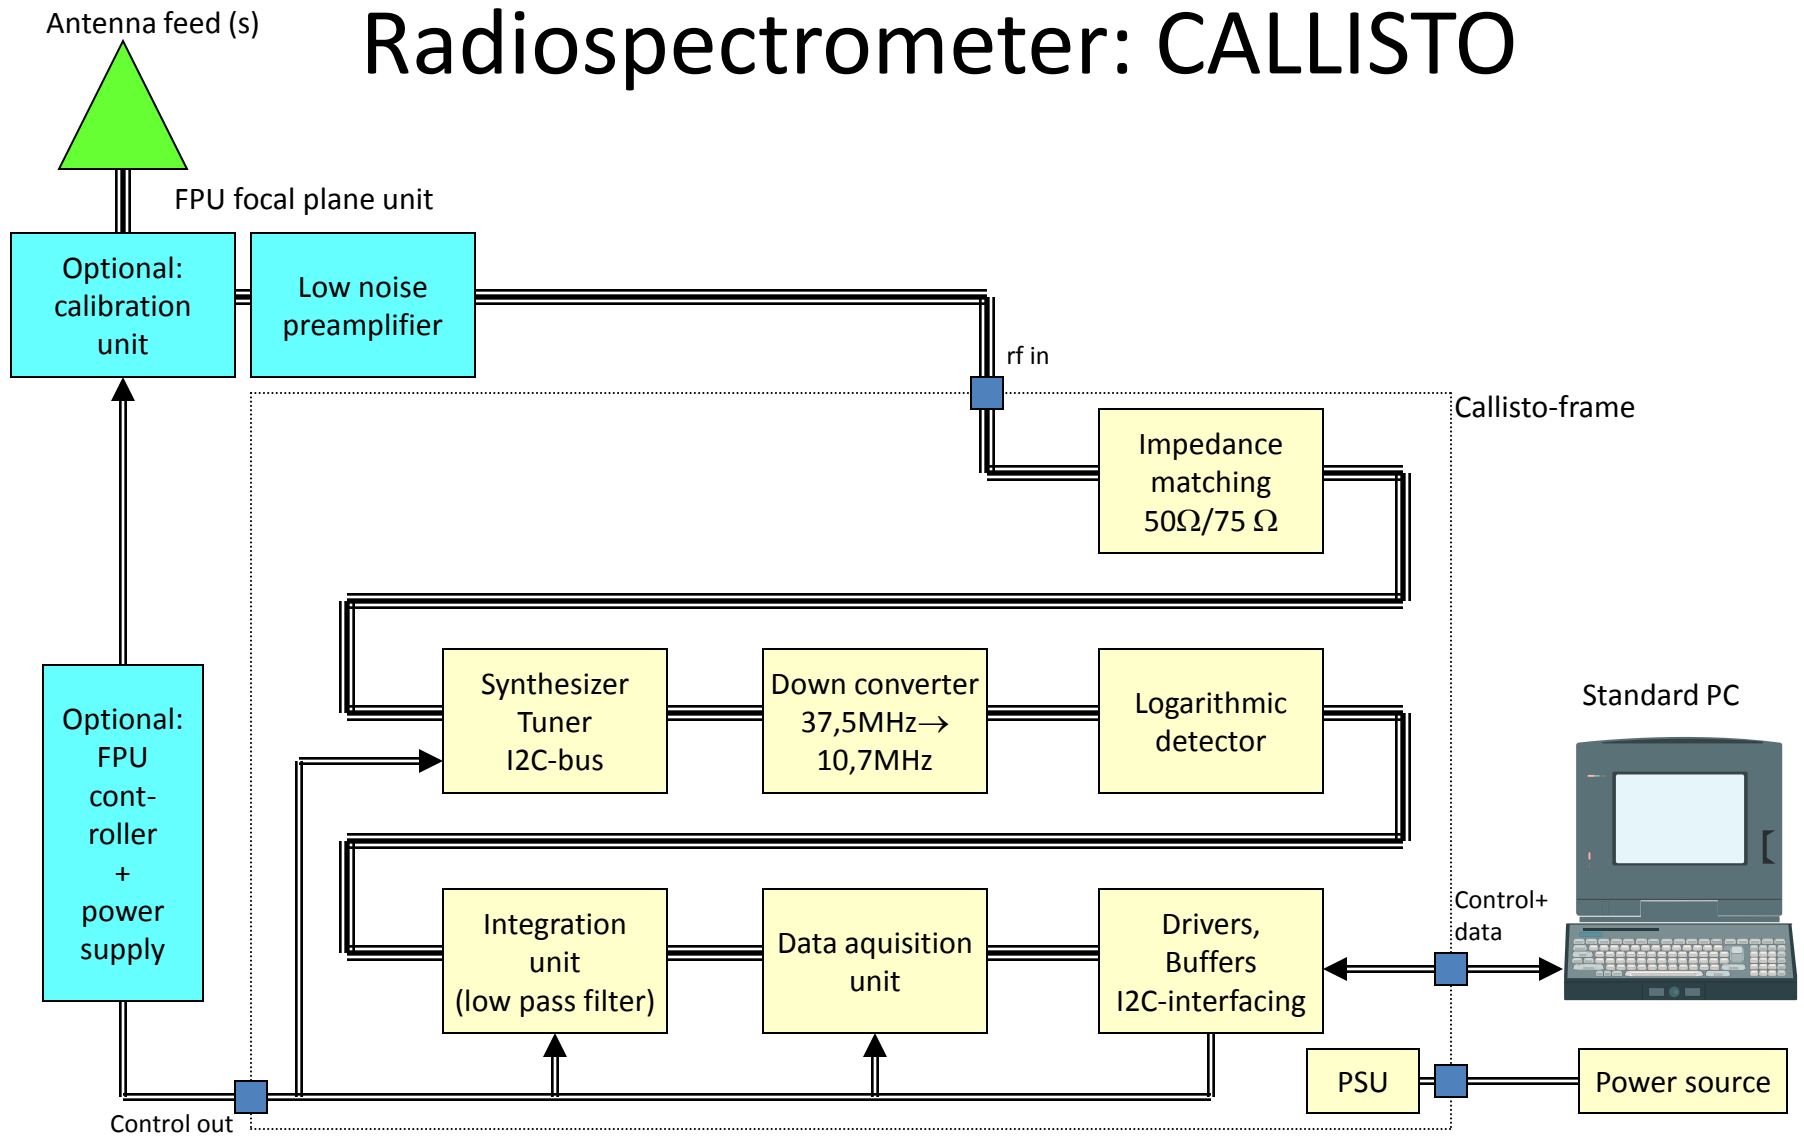 Radiospectrometer: CALLISTO
Antenna feed (s)
FPU focal plane unit
Optional:
calibration
unit
Low noise
preamplifier
rf in
Callisto-frame
Impedance
matching
50Ω/75 Ω
Synthesizer
Tuner
I2C-bus
Down converter
37,5MHz→
10,7MHz
Logarithmic
detector
Standard PC
Optional:
FPU
cont-
roller
+
power
supply
Integration
unit
(low pass filter)
Data aquisition
unit
Drivers,
Buffers
I2C-interfacing
Control+
data
PSU
Power source
Control out